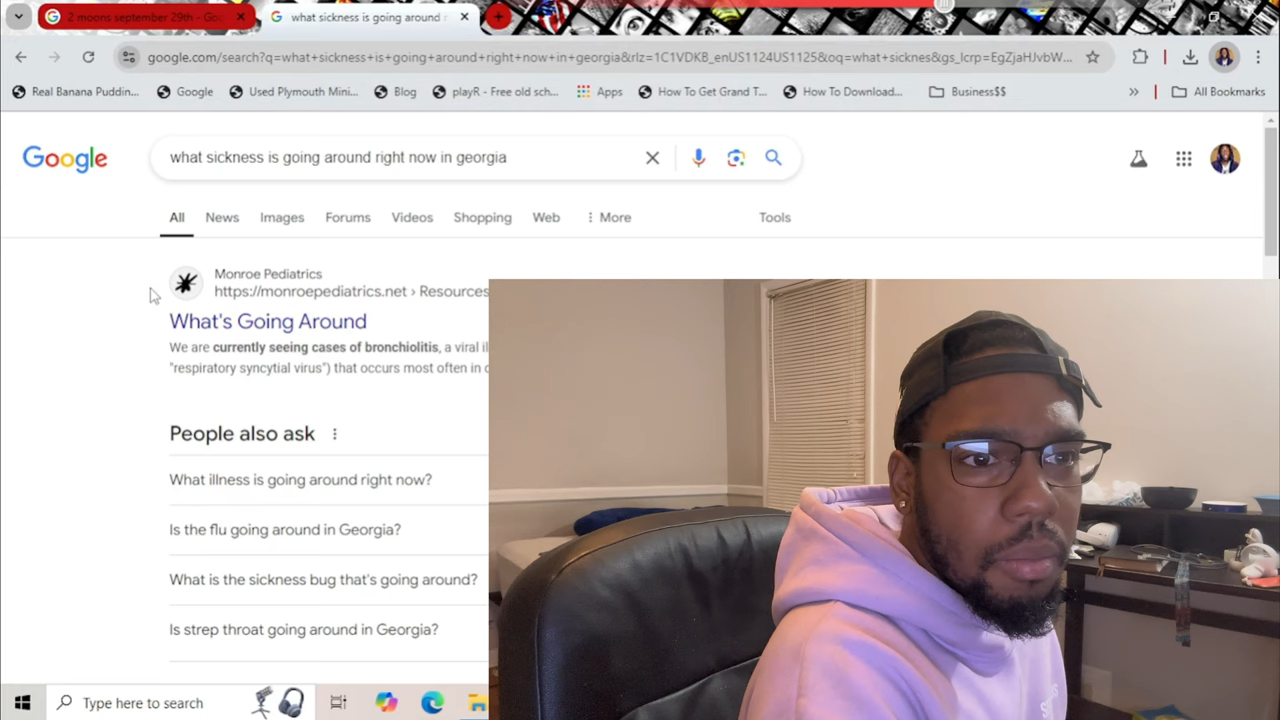 2 moons september 29th - Goo
what sickness is going around r
google.com/search?q=what+sickness+is+going+around+right+now+in+georgia&rlz=1C1VDKB_enUS1124US1125&oq=what+sicknes&gs_lcrp=EgZjaHJvbW...
Real Banana Puddin...
Google
Used Plymouth Mini...
Blog
playR - Free old sch...
Apps
How To Get Grand T...
How To Download...
Business$$
All Bookmarks
Google
what sickness is going around right now in georgia
All
News
Images
Forums
Videos
Shopping
Web
More
Tools
Monroe Pediatrics
https://monroepediatrics.net › Resources
What's Going Around
We are currently seeing cases of bronchiolitis, a viral il
"respiratory syncytial virus") that occurs most often in c
People also ask
What illness is going around right now?
Is the flu going around in Georgia?
What is the sickness bug that's going around?
Is strep throat going around in Georgia?
Type here to search